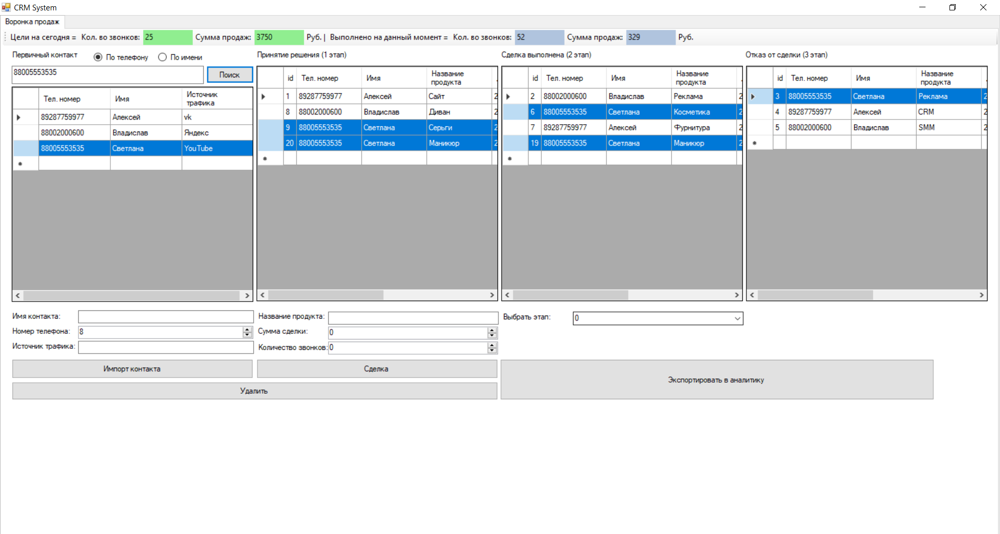 CRM System
Воронка продаж
Цели на сегодня = Кол. во звонков: 25 Сумма продаж: 3750 Руб. | Выполнено на данный момент = Кол. во звонков: 52 Сумма продаж: 329 Руб.
Первичный контакт По телефону По имени
88005553535 Поиск
Тел. номер Имя Источник трафика
89287759977 Алексей vk
88002000600 Владислав Яндекс
88005553535 Светлана YouTube
Принятие решения (1 этап)
id Тел. номер Имя Название продукта
1 89287759977 Алексей Сайт 2
8 88002000600 Владислав Диван 2
9 88005553535 Светлана Серьги 2
20 88005553535 Светлана Маникюр 2
Сделка выполнена (2 этап)
id Тел. номер Имя Название продукта
2 88002000600 Владислав Реклама 2
6 88005553535 Светлана Косметика 2
7 89287759977 Алексей Фурнитура 2
19 88005553535 Светлана Маникюр 2
Отказ от сделки (3 этап)
id Тел. номер Имя Название продукта
3 88005553535 Светлана Реклама 2
4 89287759977 Алексей CRM 2
5 88002000600 Владислав SMM 2
Имя контакта:
Номер телефона: 8
Источник трафика:
Название продукта:
Сумма сделки: 0
Количество звонков: 0
Выбрать этап: 0
Импорт контакта
Сделка
Удалить
Экспортировать в аналитику